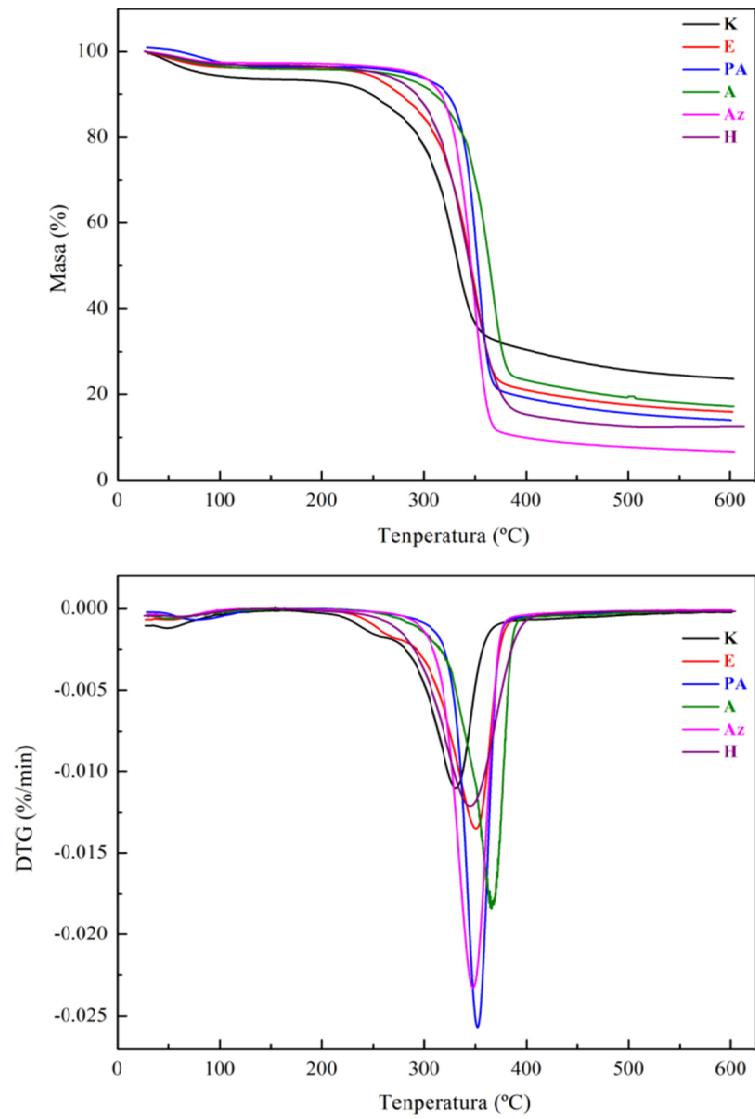 K
E
PA
A
Az
H
100
80
60
40
20
0
Masa (%)
0 100 200 300 400 500 600
Tenperatura (ºC)
0.000
-0.005
-0.010
-0.015
-0.020
-0.025
DTG (%/min)
K
E
PA
A
Az
H
0 100 200 300 400 500 600
Tenperatura (ºC)